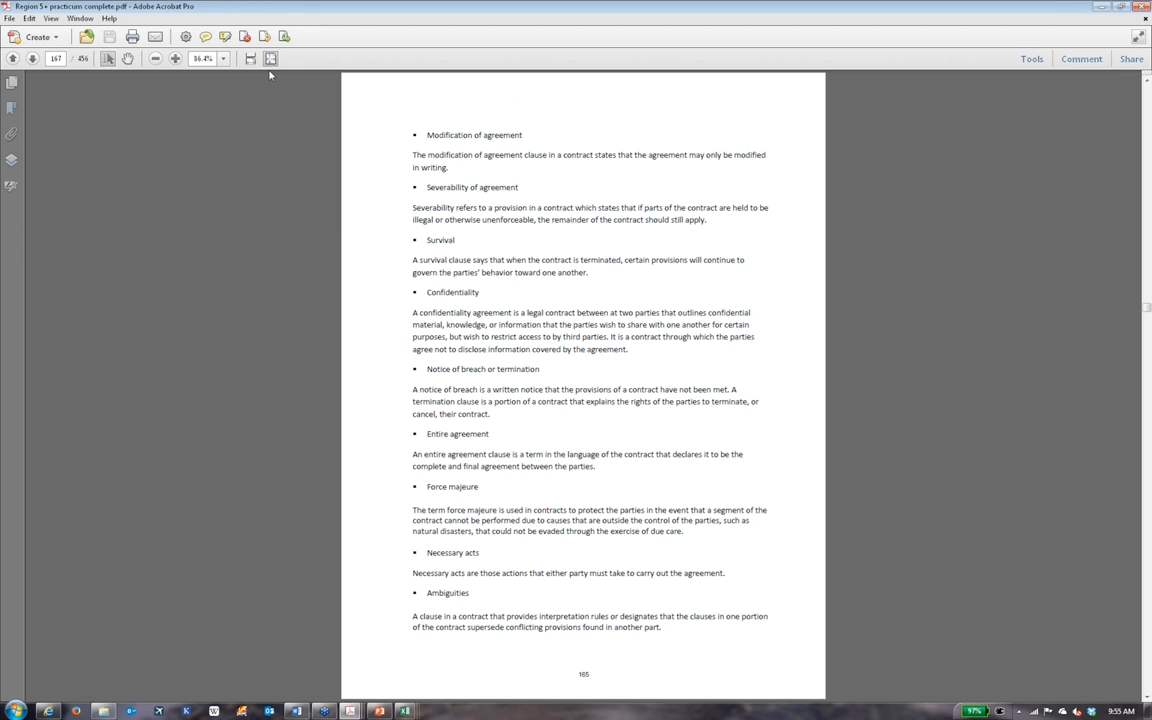 Region 5+ practicum complete.pdf - Adobe Acrobat Pro
File Edit View Window Help
Create
167 / 456 86.4% Tools Comment Share
▪ Modification of agreement
The modification of agreement clause in a contract states that the agreement may only be modified
in writing.
▪ Severability of agreement
Severability refers to a provision in a contract which states that if parts of the contract are held to be
illegal or otherwise unenforceable, the remainder of the contract should still apply.
▪ Survival
A survival clause says that when the contract is terminated, certain provisions will continue to
govern the parties' behavior toward one another.
▪ Confidentiality
A confidentiality agreement is a legal contract between at two parties that outlines confidential
material, knowledge, or information that the parties wish to share with one another for certain
purposes, but wish to restrict access to by third parties. It is a contract through which the parties
agree not to disclose information covered by the agreement.
▪ Notice of breach or termination
A notice of breach is a written notice that the provisions of a contract have not been met. A
termination clause is a portion of a contract that explains the rights of the parties to terminate, or
cancel, their contract.
▪ Entire agreement
An entire agreement clause is a term in the language of the contract that declares it to be the
complete and final agreement between the parties.
▪ Force majeure
The term force majeure is used in contracts to protect the parties in the event that a segment of the
contract cannot be performed due to causes that are outside the control of the parties, such as
natural disasters, that could not be evaded through the exercise of due care.
▪ Necessary acts
Necessary acts are those actions that either party must take to carry out the agreement.
▪ Ambiguities
A clause in a contract that provides interpretation rules or designates that the clauses in one portion
of the contract supersede conflicting provisions found in another part.
165
97% 9:55 AM